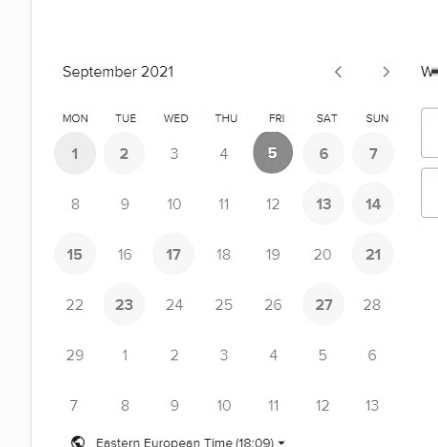 September 2021
MON TUE WED THU FRI SAT SUN
1 2 3 4 5 6 7
8 9 10 11 12 13 14
15 16 17 18 19 20 21
22 23 24 25 26 27 28
29 1 2 3 4 5 6
7 8 9 10 11 12 13
Eastern European Time (18:09)